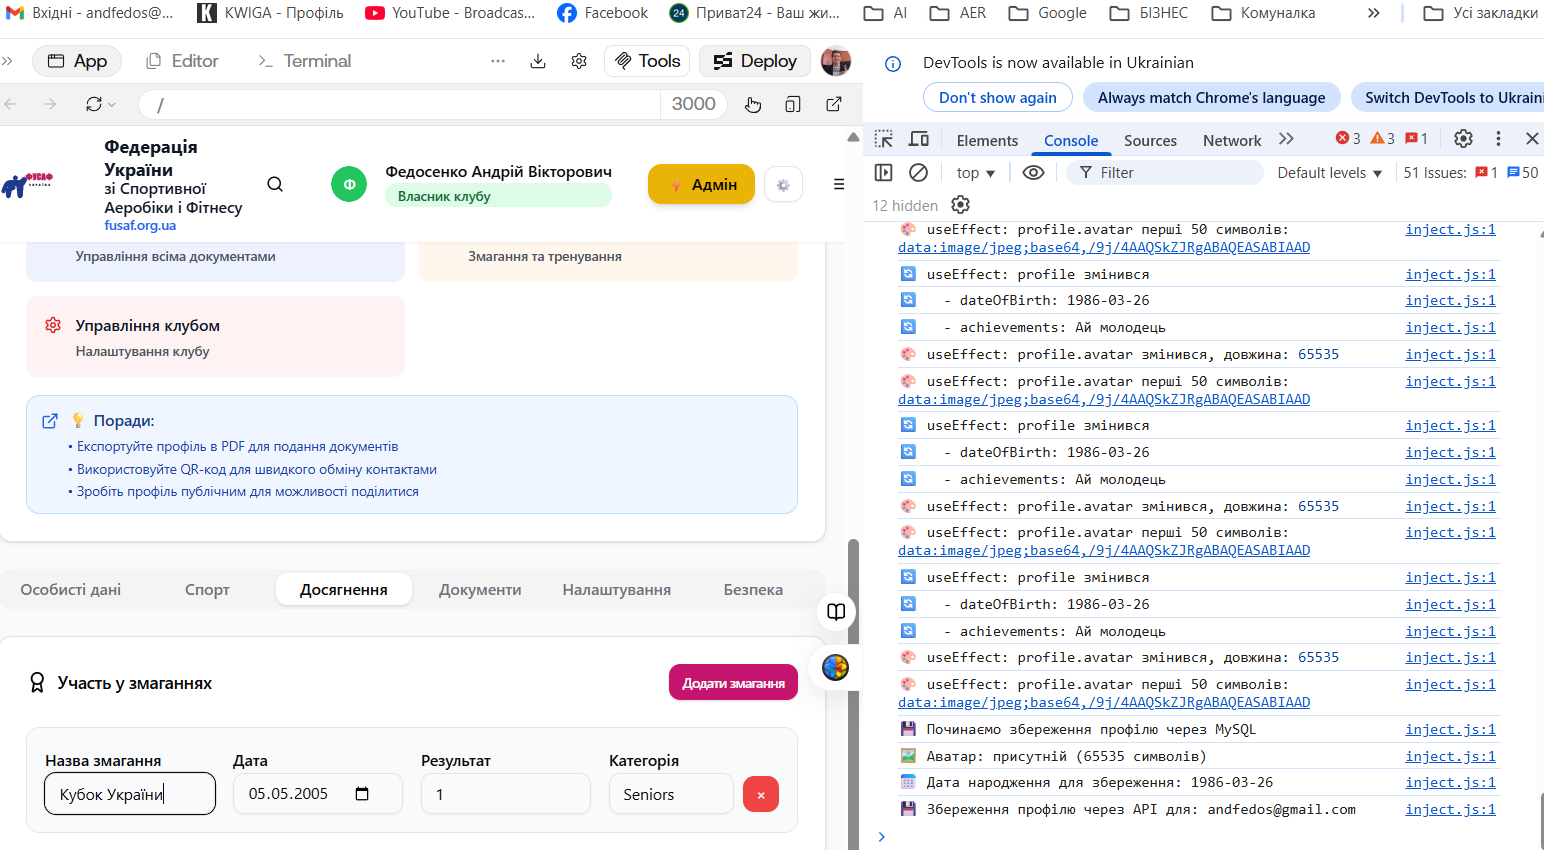 Вхідні - andfedos@...
KWIGA - Профіль
YouTube - Broadcas...
Facebook
24
Приват24 - Ваш жи...
AI
AER
Google
БІЗНЕС
Комуналка
Усі закладки
App
Editor
Terminal
Tools
Deploy
/
3000
ФУСАФ
УКРАЇНА
Федерація
України
зі Спортивної
Аеробіки і Фітнесу
fusaf.org.ua
Ф
Федосенко Андрій Вікторович
Власник клубу
Адмін
Управління всіма документами
Змагання та тренування
Управління клубом
Налаштування клубу
Поради:
• Експортуйте профіль в PDF для подання документів
• Використовуйте QR-код для швидкого обміну контактами
• Зробіть профіль публічним для можливості поділитися
Особисті дані
Спорт
Досягнення
Документи
Налаштування
Безпека
Участь у змаганнях
Додати змагання
Назва змагання
Дата
Результат
Категорія
Кубок України
05.05.2005
1
Seniors
×
DevTools is now available in Ukrainian
Don't show again
Always match Chrome's language
Switch DevTools to Ukraini
Elements
Console
Sources
Network
3
3
1
top
Filter
Default levels
51 Issues:
1
50
12 hidden
useEffect: profile.avatar перші 50 символів: inject.js:1
data:image/jpeg;base64,/9j/4AAQSkZJRgABAQEASABIAAD
useEffect: profile змінився inject.js:1
- dateOfBirth: 1986-03-26 inject.js:1
- achievements: Ай молодець inject.js:1
useEffect: profile.avatar змінився, довжина: 65535 inject.js:1
useEffect: profile.avatar перші 50 символів: inject.js:1
data:image/jpeg;base64,/9j/4AAQSkZJRgABAQEASABIAAD
useEffect: profile змінився inject.js:1
- dateOfBirth: 1986-03-26 inject.js:1
- achievements: Ай молодець inject.js:1
useEffect: profile.avatar змінився, довжина: 65535 inject.js:1
useEffect: profile.avatar перші 50 символів: inject.js:1
data:image/jpeg;base64,/9j/4AAQSkZJRgABAQEASABIAAD
useEffect: profile змінився inject.js:1
- dateOfBirth: 1986-03-26 inject.js:1
- achievements: Ай молодець inject.js:1
useEffect: profile.avatar змінився, довжина: 65535 inject.js:1
useEffect: profile.avatar перші 50 символів: inject.js:1
data:image/jpeg;base64,/9j/4AAQSkZJRgABAQEASABIAAD
Починаємо збереження профілю через MySQL inject.js:1
Аватар: присутній (65535 символів) inject.js:1
Дата народження для збереження: 1986-03-26 inject.js:1
Збереження профілю через API для: andfedos@gmail.com inject.js:1